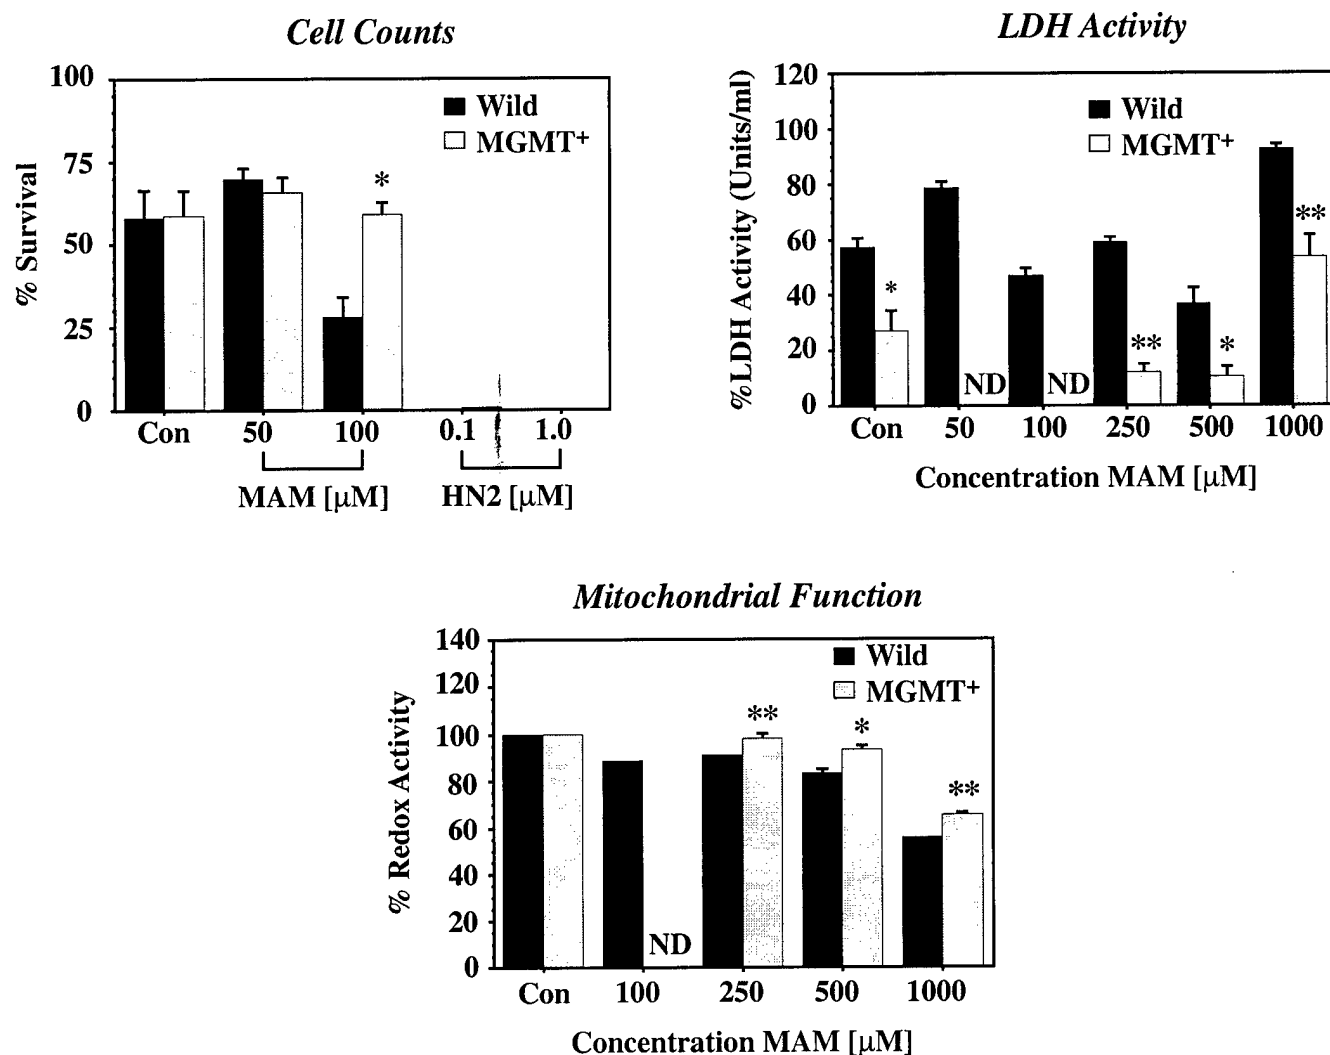 Cell Counts
% Survival
100
75
50
25
0
Wild
MGMT+
*
Con 50 100 0.1 1.0
MAM [μM] HN2 [μM]
LDH Activity
%LDH Activity (Units/ml)
120
100
80
60
40
20
0
Wild
MGMT+
*
ND
ND
**
*
**
Con 50 100 250 500 1000
Concentration MAM [μM]
Mitochondrial Function
% Redox Activity
140
120
100
80
60
40
20
0
Wild
MGMT+
ND
**
*
**
Con 100 250 500 1000
Concentration MAM [μM]